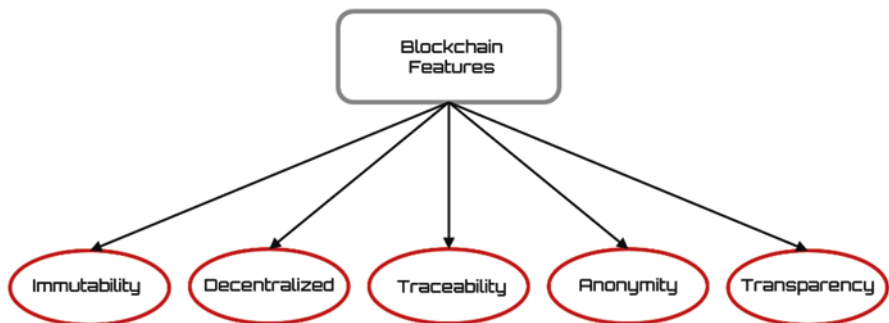 Blockchain
Features
Immutability
Decentralized
Traceability
Anonymity
Transparency